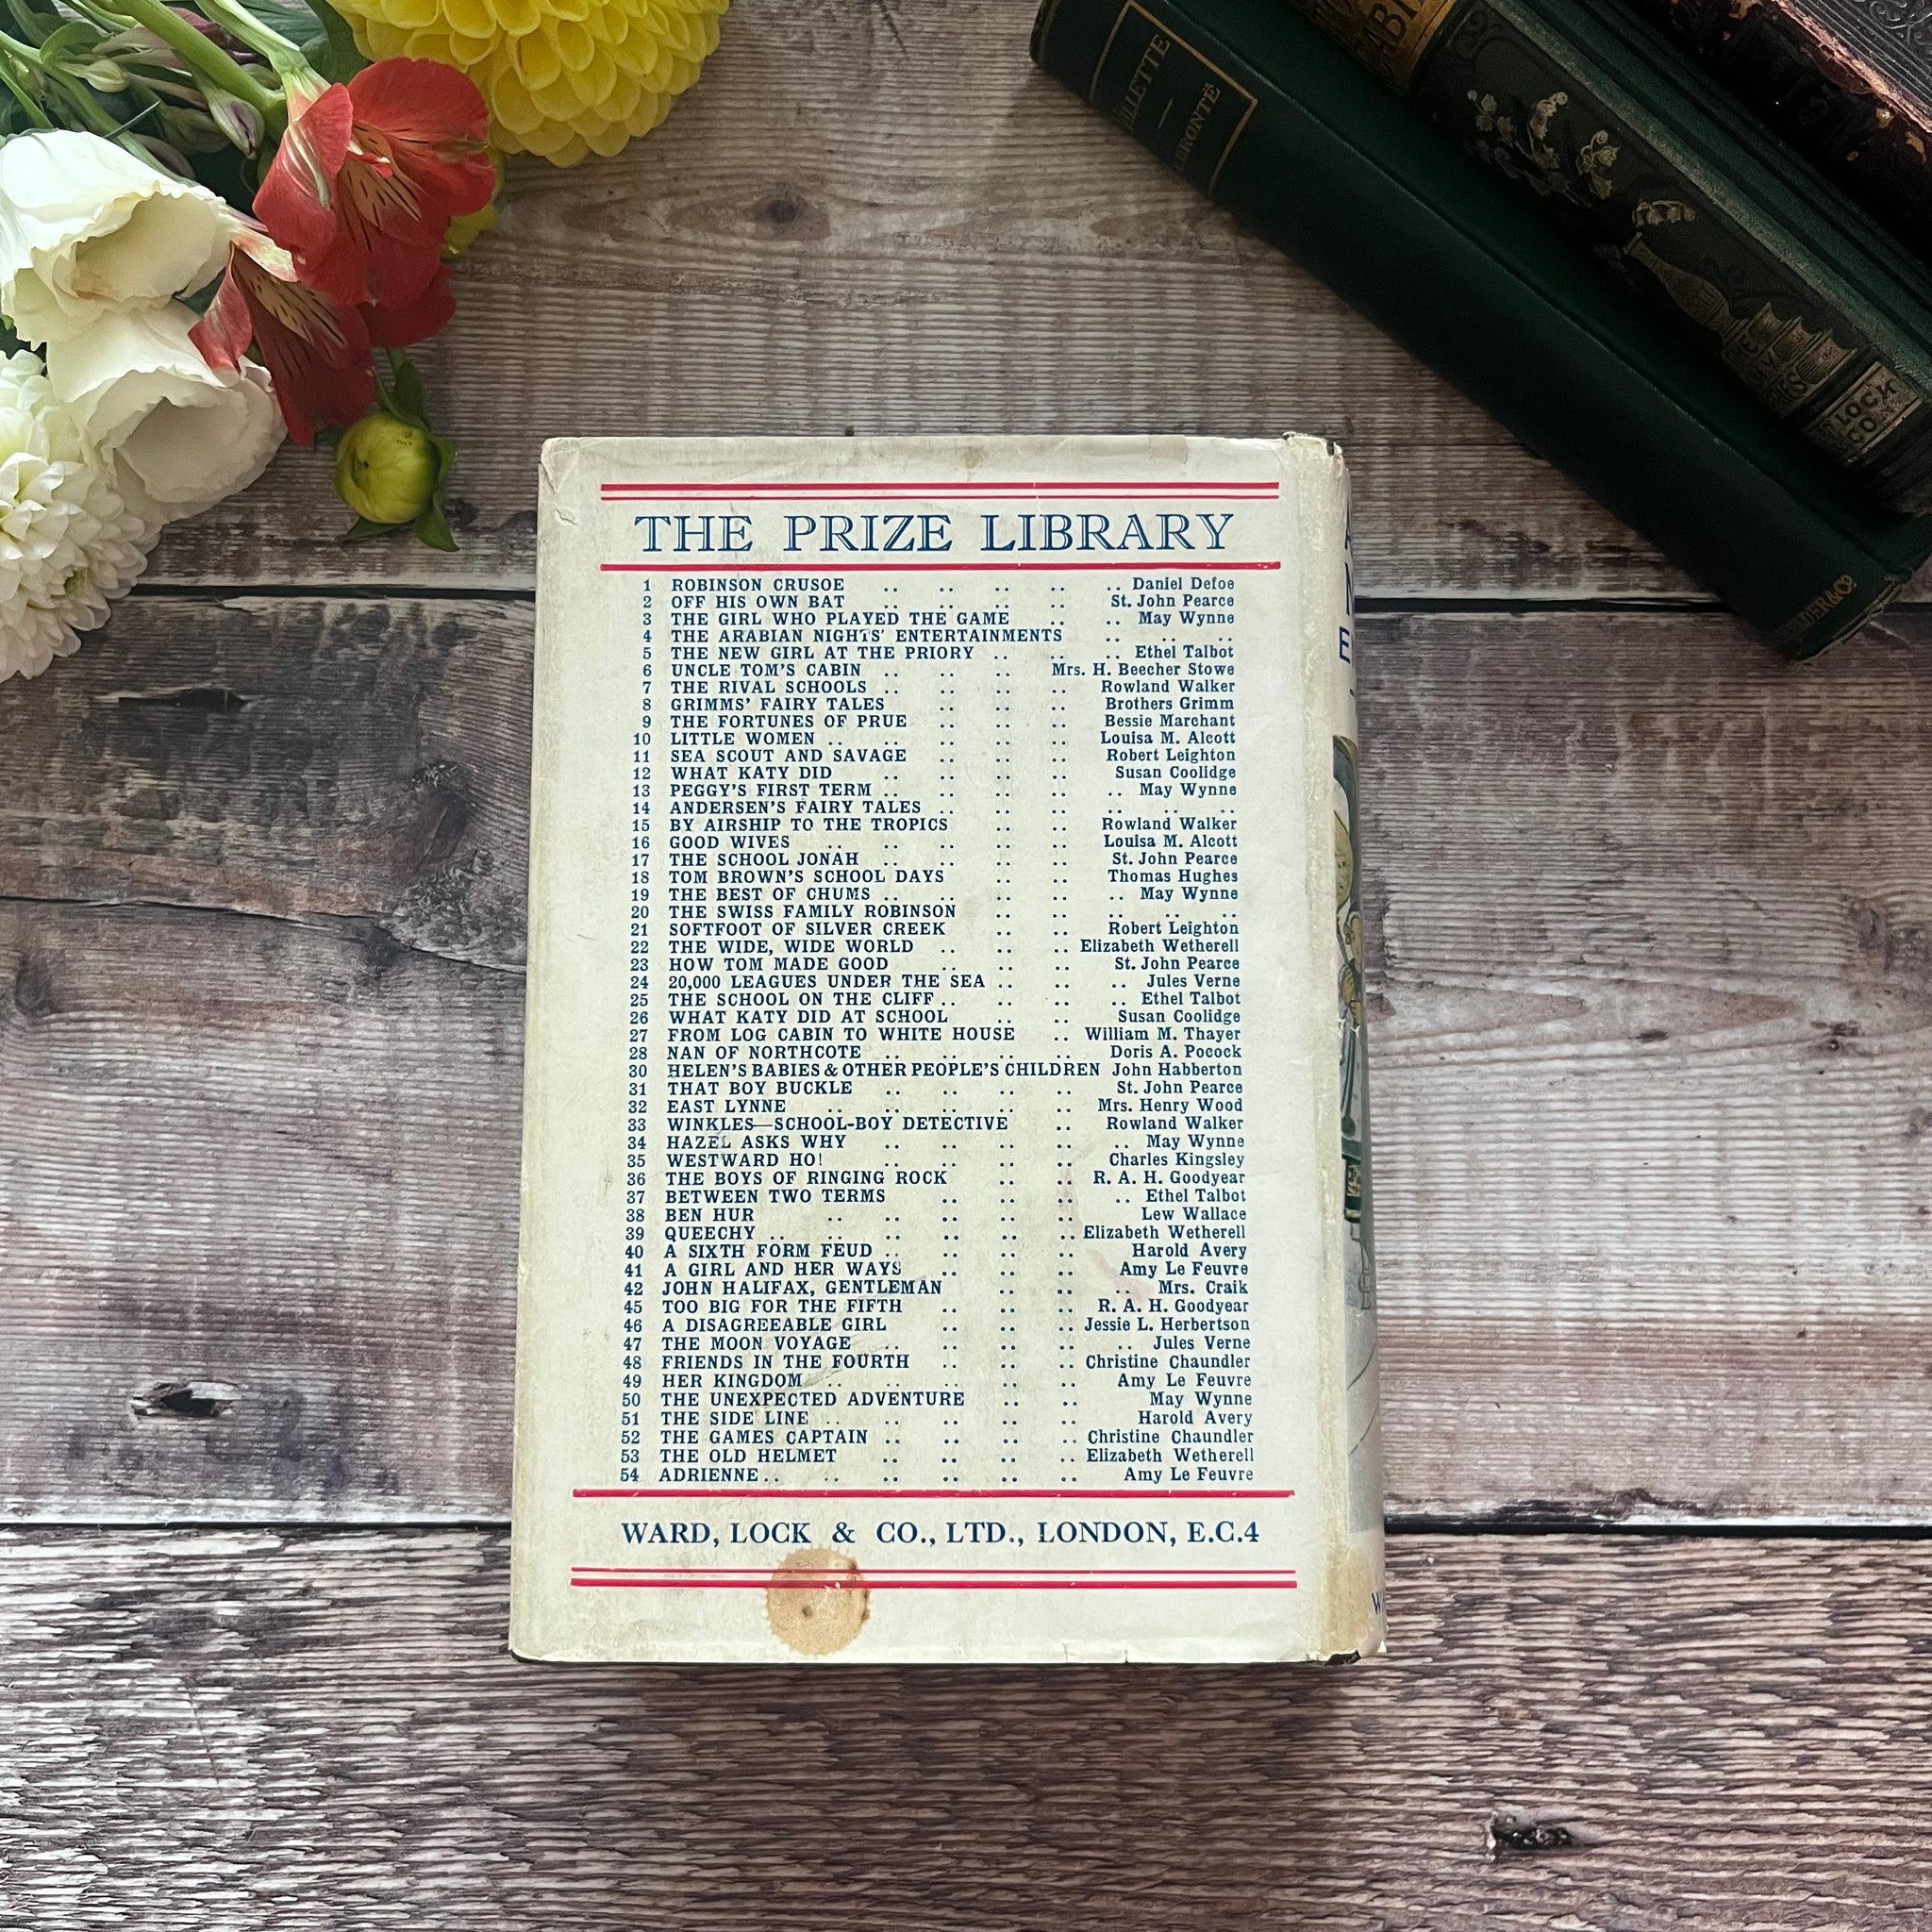 VILLETTE
BRONTË
LOCK
CO.
THE PRIZE LIBRARY
1 ROBINSON CRUSOE .. .. .. .. .. Daniel Defoe
2 OFF HIS OWN BAT .. .. .. .. St. John Pearce
3 THE GIRL WHO PLAYED THE GAME .. .. May Wynne
4 THE ARABIAN NIGHTS' ENTERTAINMENTS .. .. ..
5 THE NEW GIRL AT THE PRIORY .. .. .. Ethel Talbot
6 UNCLE TOM'S CABIN .. .. .. Mrs. H. Beecher Stowe
7 THE RIVAL SCHOOLS .. .. .. .. Rowland Walker
8 GRIMMS' FAIRY TALES .. .. .. Brothers Grimm
9 THE FORTUNES OF PRUE .. .. .. Bessie Marchant
10 LITTLE WOMEN .. .. .. .. .. Louisa M. Alcott
11 SEA SCOUT AND SAVAGE .. .. .. Robert Leighton
12 WHAT KATY DID .. .. .. .. Susan Coolidge
13 PEGGY'S FIRST TERM .. .. .. .. .. May Wynne
14 ANDERSEN'S FAIRY TALES .. .. .. .. .. ..
15 BY AIRSHIP TO THE TROPICS .. .. Rowland Walker
16 GOOD WIVES .. .. .. .. .. Louisa M. Alcott
17 THE SCHOOL JONAH .. .. .. .. St. John Pearce
18 TOM BROWN'S SCHOOL DAYS .. .. Thomas Hughes
19 THE BEST OF CHUMS .. .. .. .. .. May Wynne
20 THE SWISS FAMILY ROBINSON .. .. .. .. ..
21 SOFTFOOT OF SILVER CREEK .. .. Robert Leighton
22 THE WIDE, WIDE WORLD .. .. .. Elizabeth Wetherell
23 HOW TOM MADE GOOD .. .. .. St. John Pearce
24 20,000 LEAGUES UNDER THE SEA .. .. .. Jules Verne
25 THE SCHOOL ON THE CLIFF .. .. .. .. Ethel Talbot
26 WHAT KATY DID AT SCHOOL .. .. Susan Coolidge
27 FROM LOG CABIN TO WHITE HOUSE .. William M. Thayer
28 NAN OF NORTHCOTE .. .. .. .. Doris A. Pocock
30 HELEN'S BABIES & OTHER PEOPLE'S CHILDREN John Habberton
31 THAT BOY BUCKLE .. .. .. .. St. John Pearce
32 EAST LYNNE .. .. .. .. .. Mrs. Henry Wood
33 WINKLES—SCHOOL-BOY DETECTIVE .. Rowland Walker
34 HAZEL ASKS WHY .. .. .. .. .. May Wynne
35 WESTWARD HO! .. .. .. .. Charles Kingsley
36 THE BOYS OF RINGING ROCK .. .. R. A. H. Goodyear
37 BETWEEN TWO TERMS .. .. .. .. Ethel Talbot
38 BEN HUR .. .. .. .. .. Lew Wallace
39 QUEECHY .. .. .. .. .. .. Elizabeth Wetherell
40 A SIXTH FORM FEUD .. .. .. .. Harold Avery
41 A GIRL AND HER WAYS .. .. .. Amy Le Feuvre
42 JOHN HALIFAX, GENTLEMAN .. .. .. Mrs. Craik
45 TOO BIG FOR THE FIFTH .. .. .. R. A. H. Goodyear
46 A DISAGREEABLE GIRL .. .. .. Jessie L. Herbertson
47 THE MOON VOYAGE .. .. .. .. .. Jules Verne
48 FRIENDS IN THE FOURTH .. .. .. Christine Chaundler
49 HER KINGDOM .. .. .. .. .. Amy Le Feuvre
50 THE UNEXPECTED ADVENTURE .. .. May Wynne
51 THE SIDE LINE .. .. .. .. .. Harold Avery
52 THE GAMES CAPTAIN .. .. .. .. Christine Chaundler
53 THE OLD HELMET .. .. .. .. Elizabeth Wetherell
54 ADRIENNE .. .. .. .. .. .. Amy Le Feuvre
WARD, LOCK & CO., LTD., LONDON, E.C.4